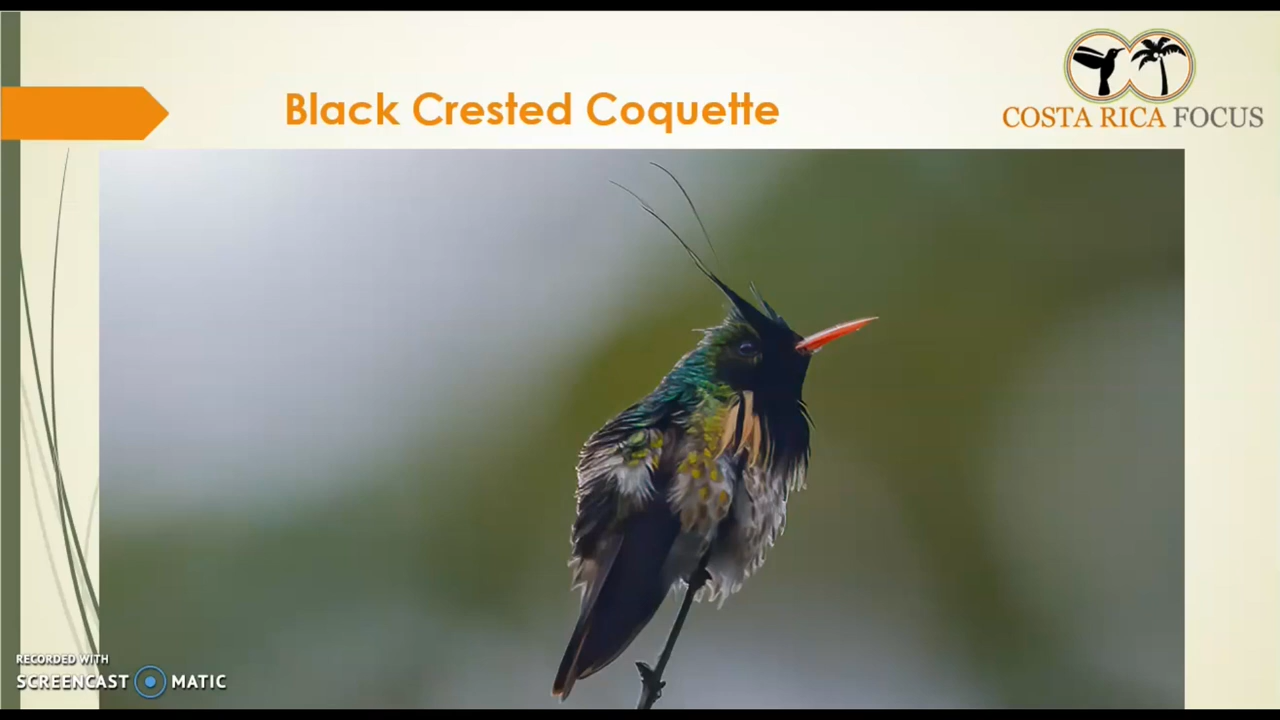 Black Crested Coquette
COSTA RICA FOCUS
RECORDED WITH
SCREENCAST MATIC